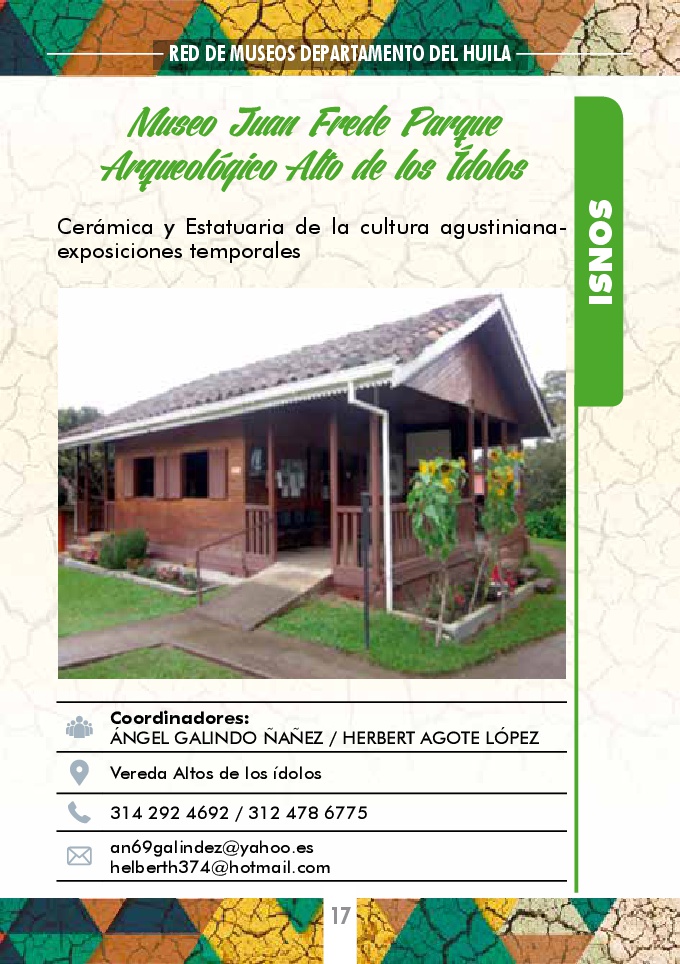 RED DE MUSEOS DEPARTAMENTO DEL HUILA
Museo Juan Frede Parque
Arqueológico Alto de los Ídolos
Cerámica y Estatuaria de la cultura agustiniana-
exposiciones temporales
ISNOS
Coordinadores:
ÁNGEL GALINDO ÑAÑEZ / HERBERT AGOTE LÓPEZ
Vereda Altos de los ídolos
314 292 4692 / 312 478 6775
an69galindez@yahoo.es
helberth374@hotmail.com
17